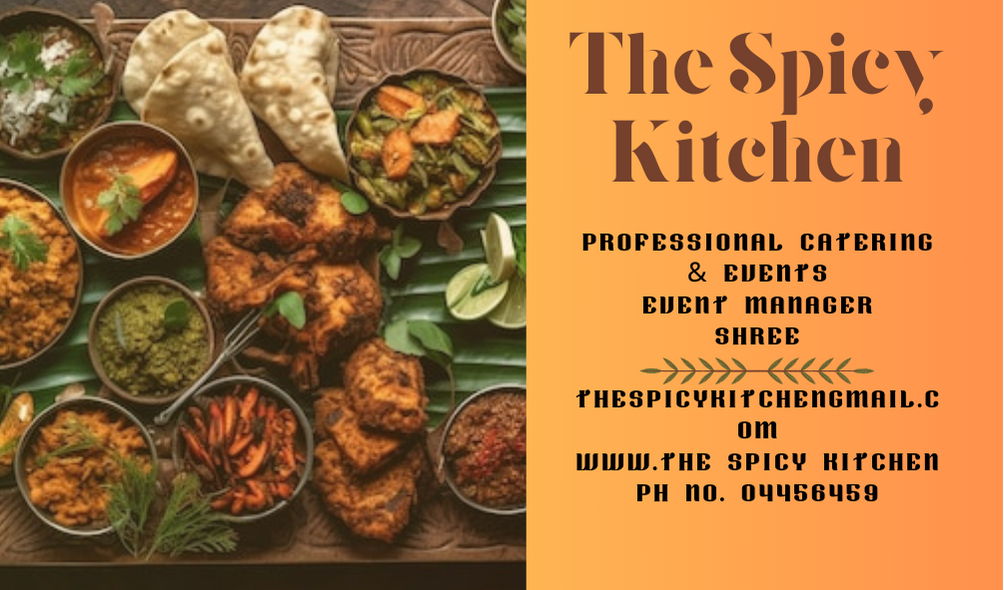 The Spicy
Kitchen
PROFESSIONAL CATERING
& EVENTS
EVENT MANAGER
SHREE
THESPICYKITCHENGMAIL.C
OM
WWW.THE SPICY KITCHEN
PH NO. 04456459